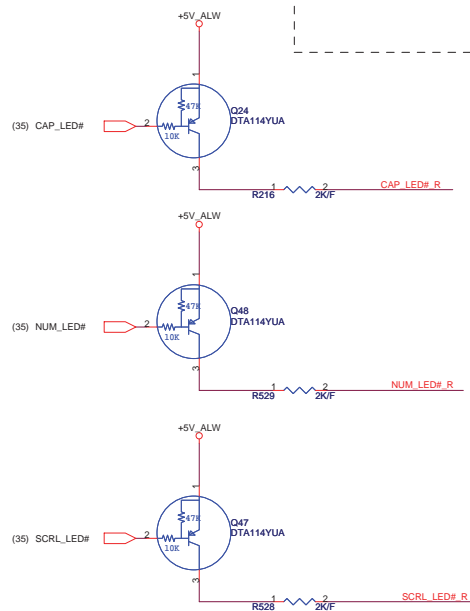 +5V_ALW
1
47K
Q24
DTA114YUA
(35) CAP_LED#
2
10K
3
1
2
CAP_LED#_R
R216
2K/F
+5V_ALW
1
47K
Q48
DTA114YUA
(35) NUM_LED#
2
10K
3
1
2
NUM_LED#_R
R529
2K/F
+5V_ALW
1
47K
Q47
DTA114YUA
(35) SCRL_LED#
2
10K
3
1
2
SCRL_LED#_R
R528
2K/F